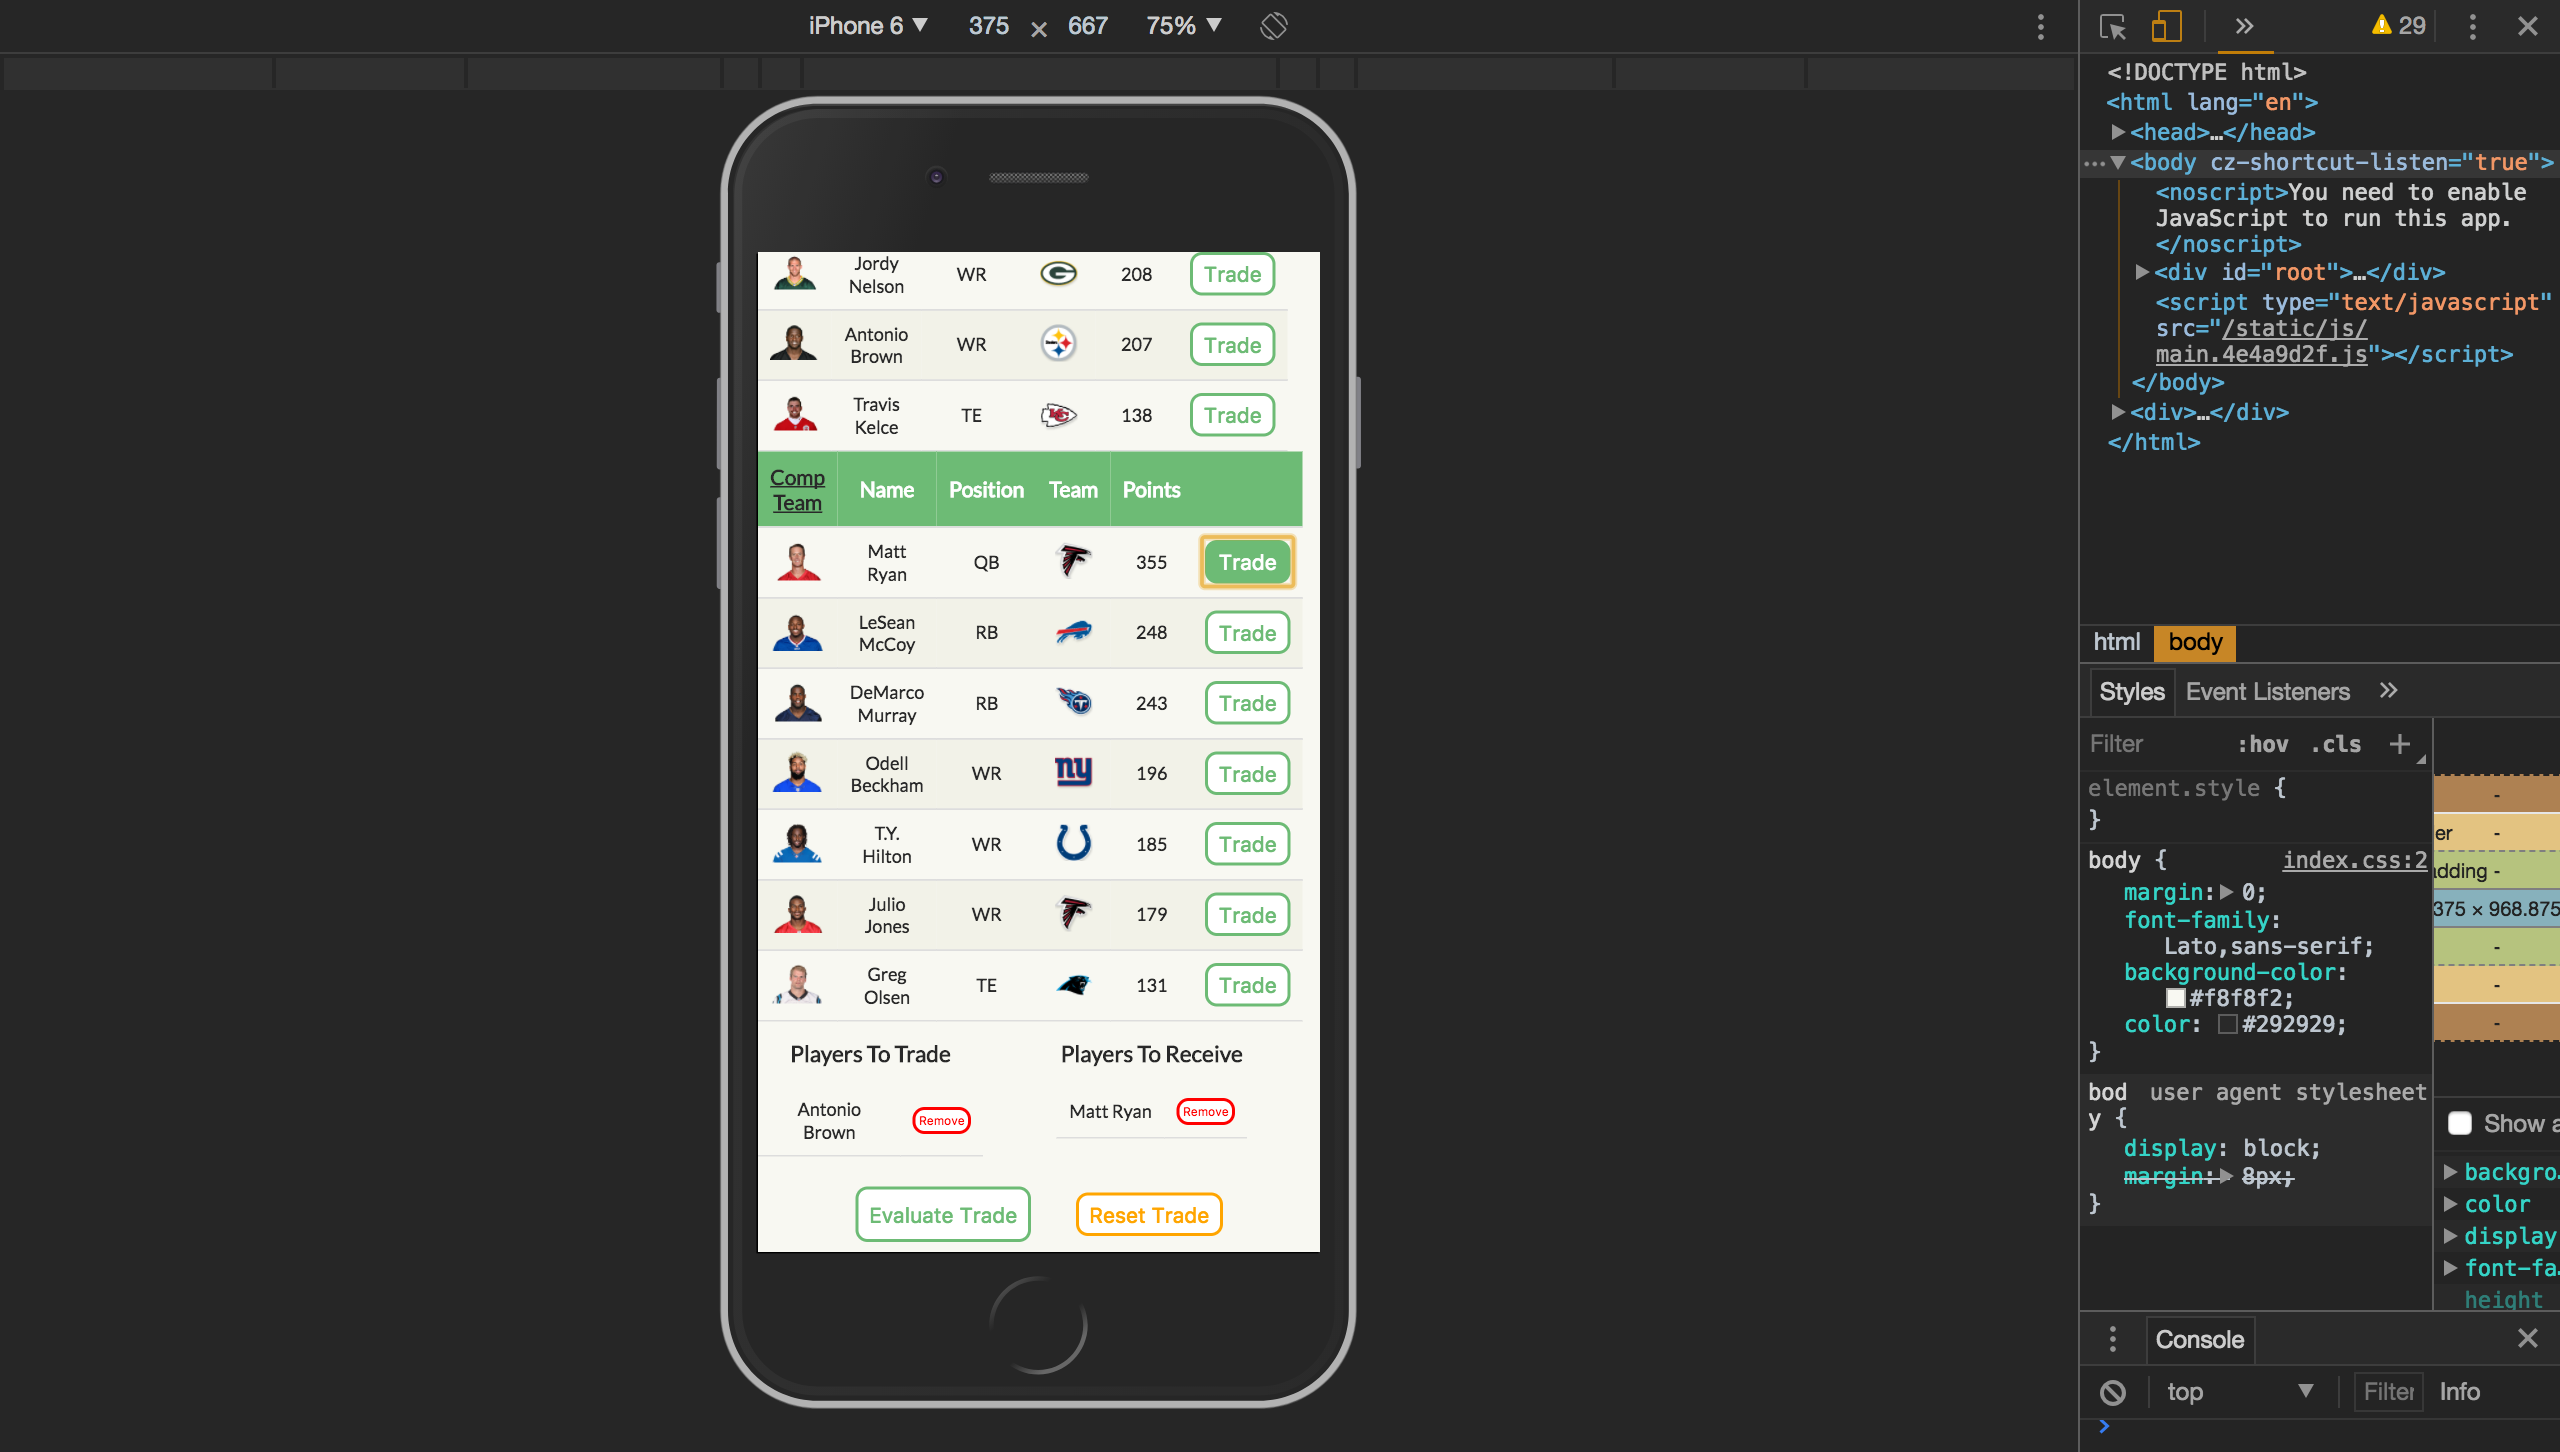 iPhone 6 ▼ 375 × 667 75% ▼
29
<!DOCTYPE html>
<html lang="en">
▶<head>…</head>
…▼<body cz-shortcut-listen="true">
<noscript>You need to enable
JavaScript to run this app.
</noscript>
▶<div id="root">…</div>
<script type="text/javascript"
src="/static/js/
main.4e4a9d2f.js"></script>
</body>
▶<div>…</div>
</html>
Jordy
Nelson WR 208 Trade
Antonio
Brown WR 207 Trade
Travis
Kelce TE 138 Trade
Comp
Team Name Position Team Points
Matt
Ryan QB 355 Trade
LeSean
McCoy RB 248 Trade
DeMarco
Murray RB 243 Trade
Odell
Beckham WR ny 196 Trade
T.Y.
Hilton WR 185 Trade
Julio
Jones WR 179 Trade
Greg
Olsen TE 131 Trade
Players To Trade Players To Receive
Antonio
Brown Remove
Matt Ryan Remove
Evaluate Trade Reset Trade
html body
Styles Event Listeners »
Filter :hov .cls +
element.style {
}
body { index.css:2
margin:▶ 0;
font-family:
Lato,sans-serif;
background-color:
#f8f8f2;
color: #292929;
}
bod user agent stylesheet
y {
display: block;
margin:▶ 8px;
}
-
er -
adding -
375 × 968.875
-
-
-
Show a
▶ backgro…
▶ color
▶ display
▶ font-fa…
height
Console
top ▼ Filter Info